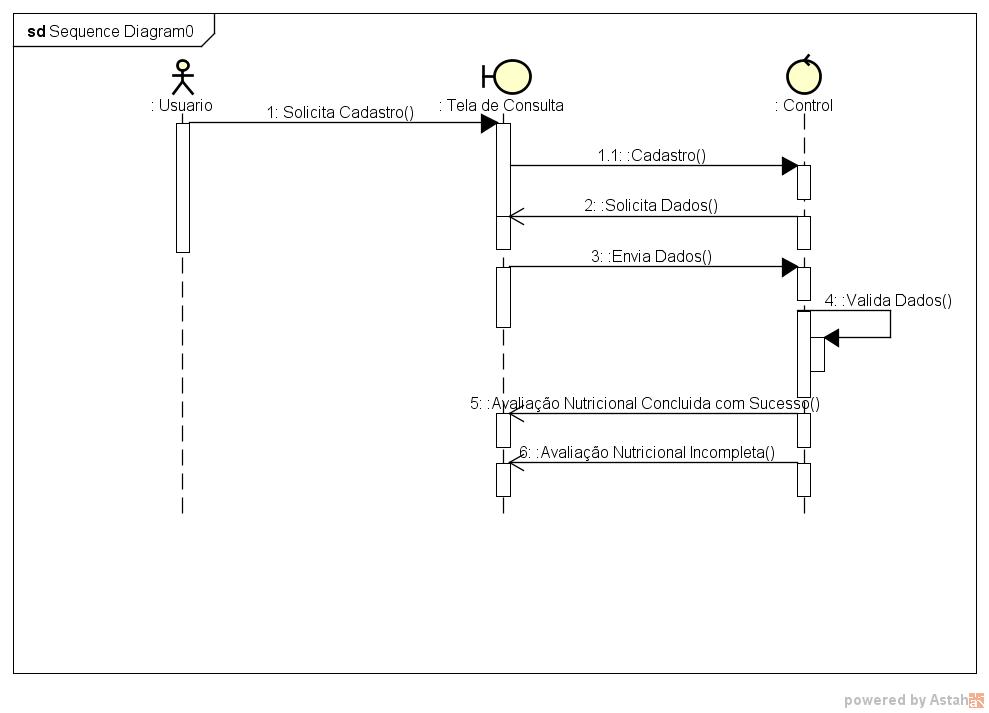 sd Sequence Diagram0
: Usuario
: Tela de Consulta
: Control
1: Solicita Cadastro()
1.1: :Cadastro()
2: :Solicita Dados()
3: :Envia Dados()
4: :Valida Dados()
5: :Avaliação Nutricional Concluida com Sucesso()
6: :Avaliação Nutricional Incompleta()
powered by Astah